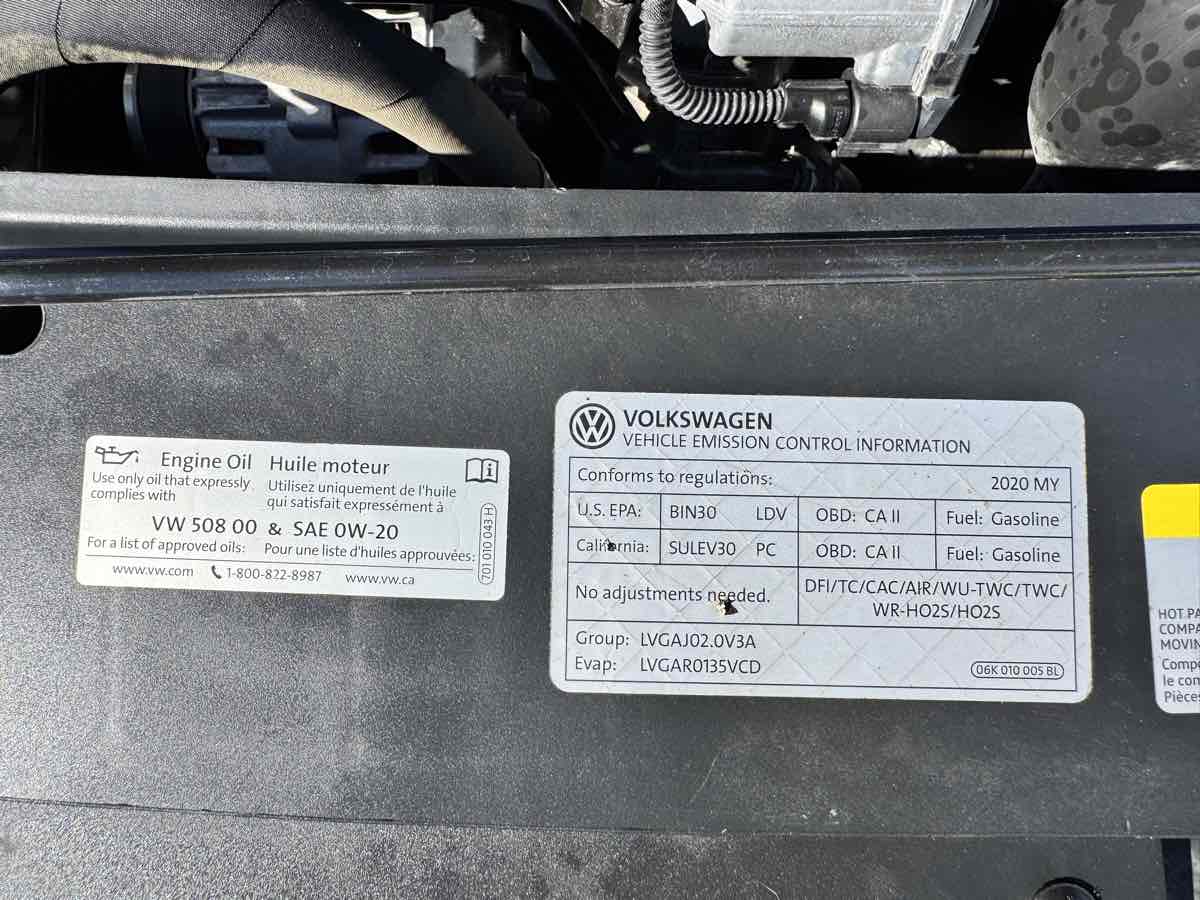 Engine Oil Huile moteur
Use only oil that expressly complies with
Utilisez uniquement de l'huile qui satisfait expressément à
VW 508 00 & SAE 0W-20
For a list of approved oils: Pour une liste d'huiles approuvées:
www.vw.com 1-800-822-8987 www.vw.ca
701 010 043 H
VOLKSWAGEN
VEHICLE EMISSION CONTROL INFORMATION
Conforms to regulations: 2020 MY
U.S. EPA: BIN30 LDV OBD: CA II Fuel: Gasoline
California: SULEV30 PC OBD: CA II Fuel: Gasoline
No adjustments needed.
DFI/TC/CAC/AIR/WU-TWC/TWC/
WR-HO2S/HO2S
Group: LVGAJ02.0V3A
Evap: LVGAR0135VCD
06K 010 005 BL
HOT
le
Pièces